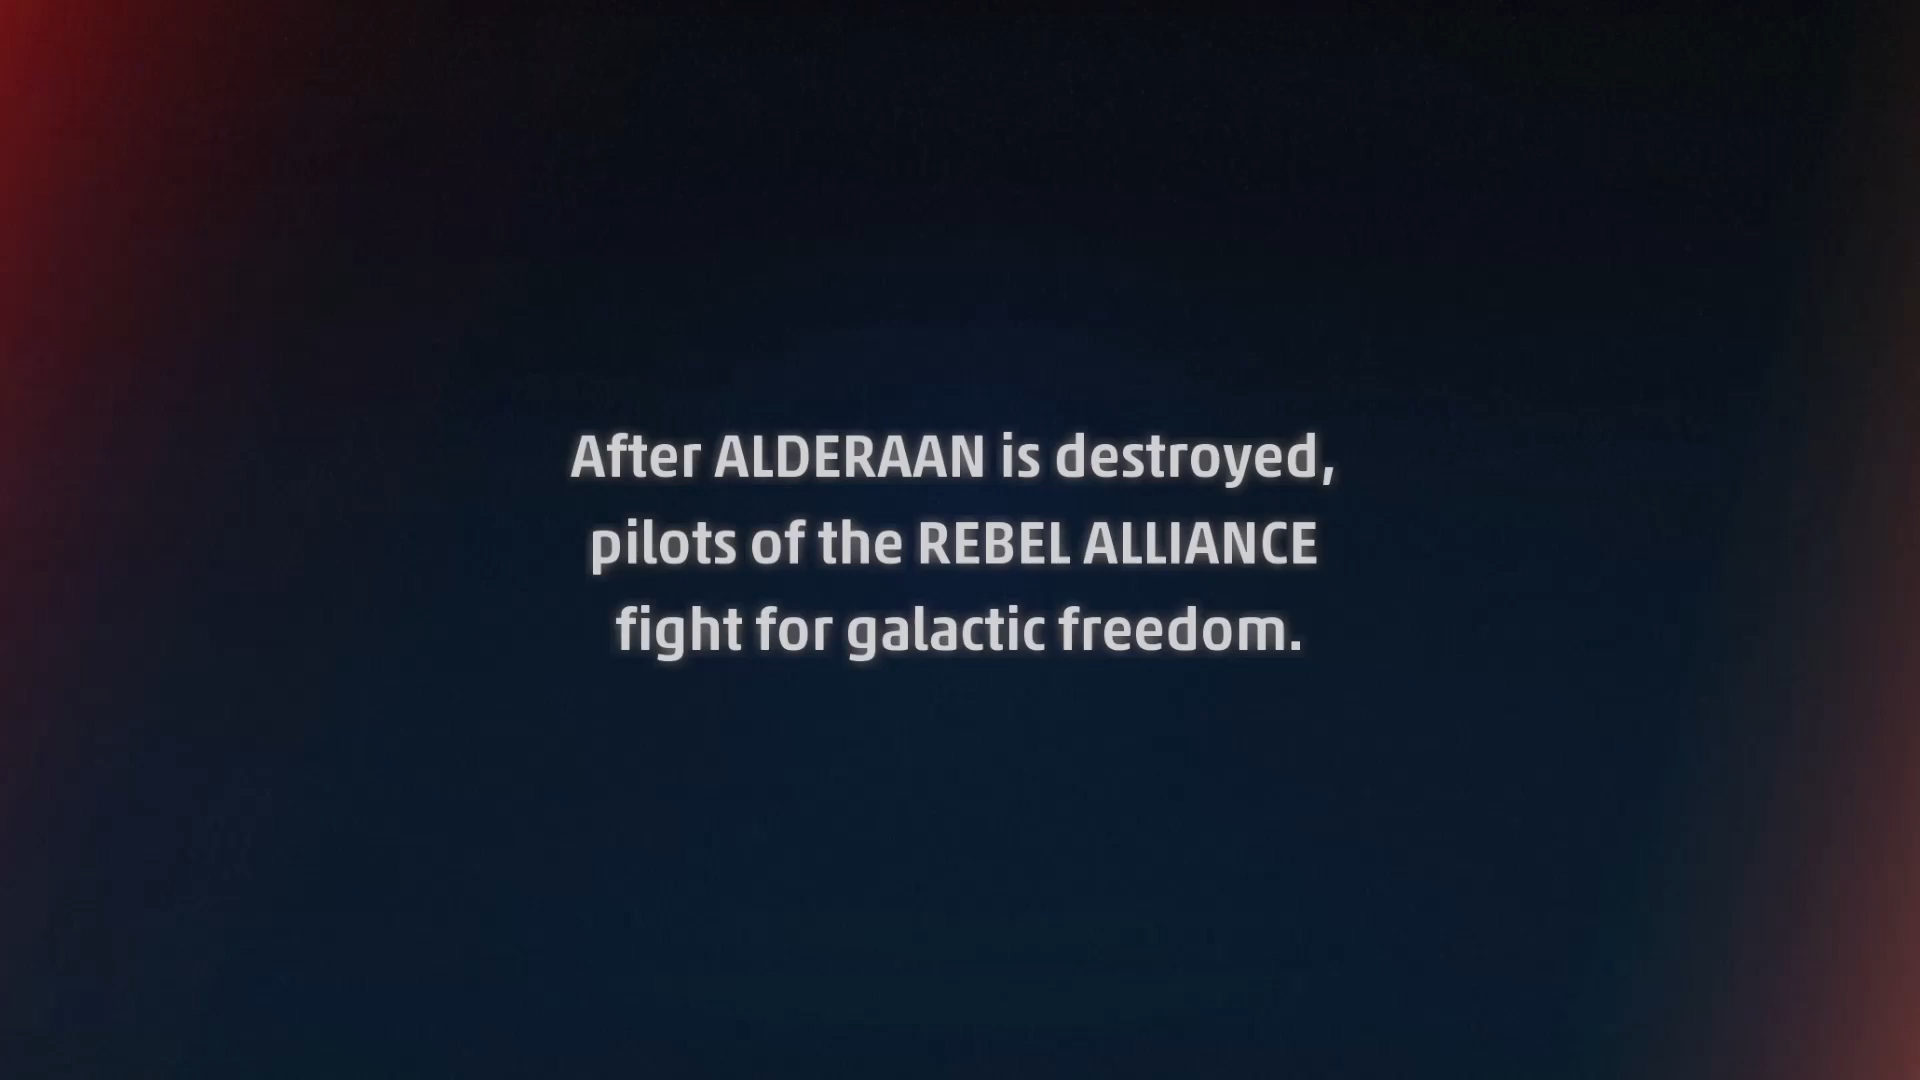 After ALDERAAN is destroyed,
pilots of the REBEL ALLIANCE
fight for galactic freedom.